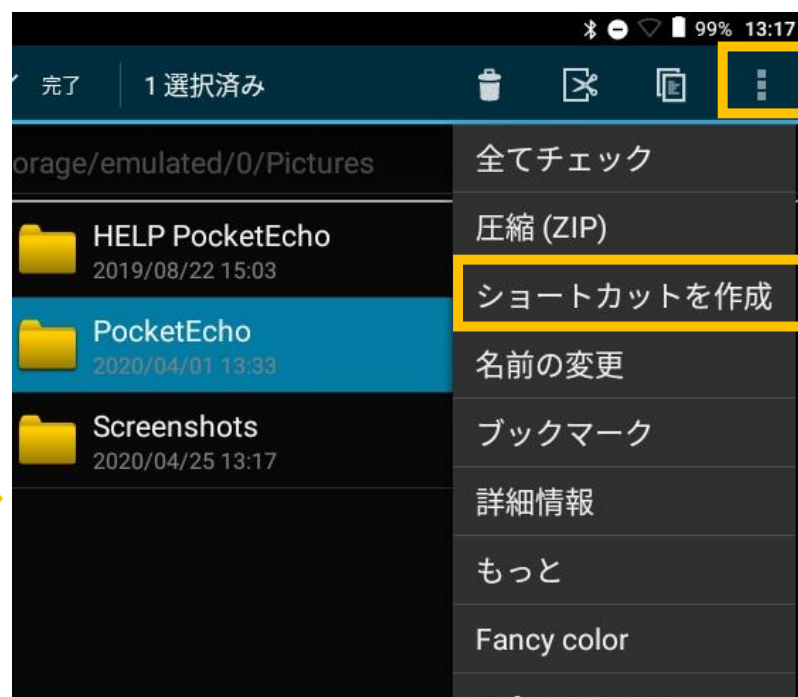 99% 13:17
完了 1 選択済み
orage/emulated/0/Pictures
HELP PocketEcho
2019/08/22 15:03
PocketEcho
2020/04/01 13:33
Screenshots
2020/04/25 13:17
全てチェック
圧縮 (ZIP)
ショートカットを作成
名前の変更
ブックマーク
詳細情報
もっと
Fancy color